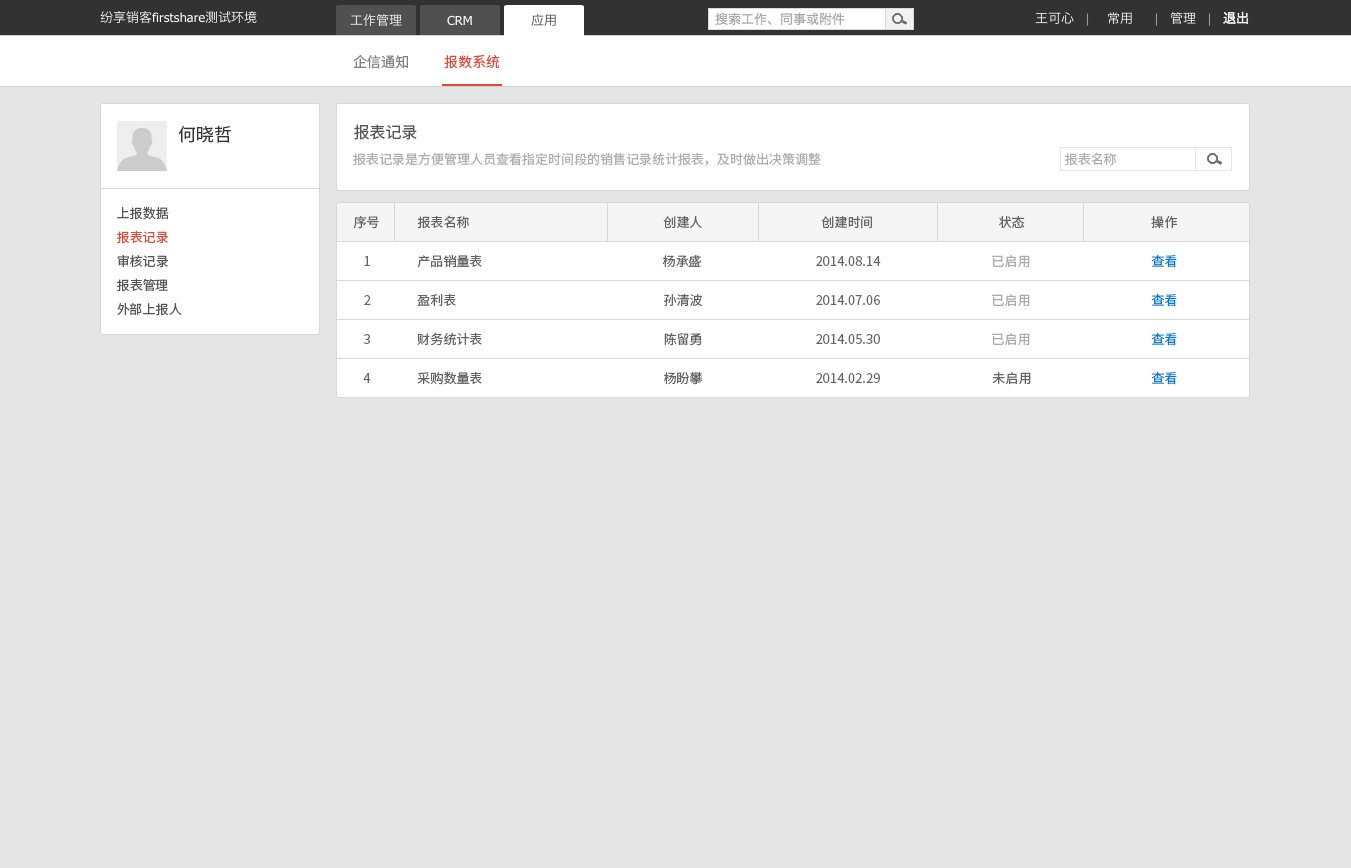 纷享销客firstshare测试环境
工作管理 CRM 应用
搜索工作、同事或附件
王可心 | 常用 | 管理 | 退出
企信通知 报数系统
何晓哲
上报数据
报表记录
审核记录
报表管理
外部上报人
报表记录
报表记录是方便管理人员查看指定时间段的销售记录统计报表，及时做出决策调整
报表名称
序号 报表名称 创建人 创建时间 状态 操作
1 产品销量表 杨承盛 2014.08.14 已启用 查看
2 盈利表 孙清波 2014.07.06 已启用 查看
3 财务统计表 陈留勇 2014.05.30 已启用 查看
4 采购数量表 杨盼攀 2014.02.29 未启用 查看